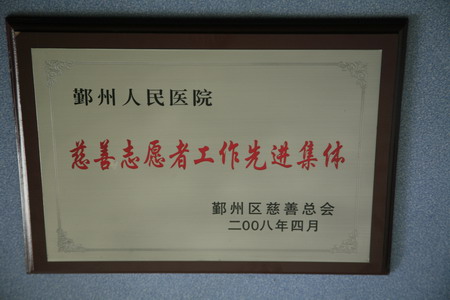 鄞州人民医院
慈善志愿者工作先进集体
鄞州区慈善总会
二00八年四月